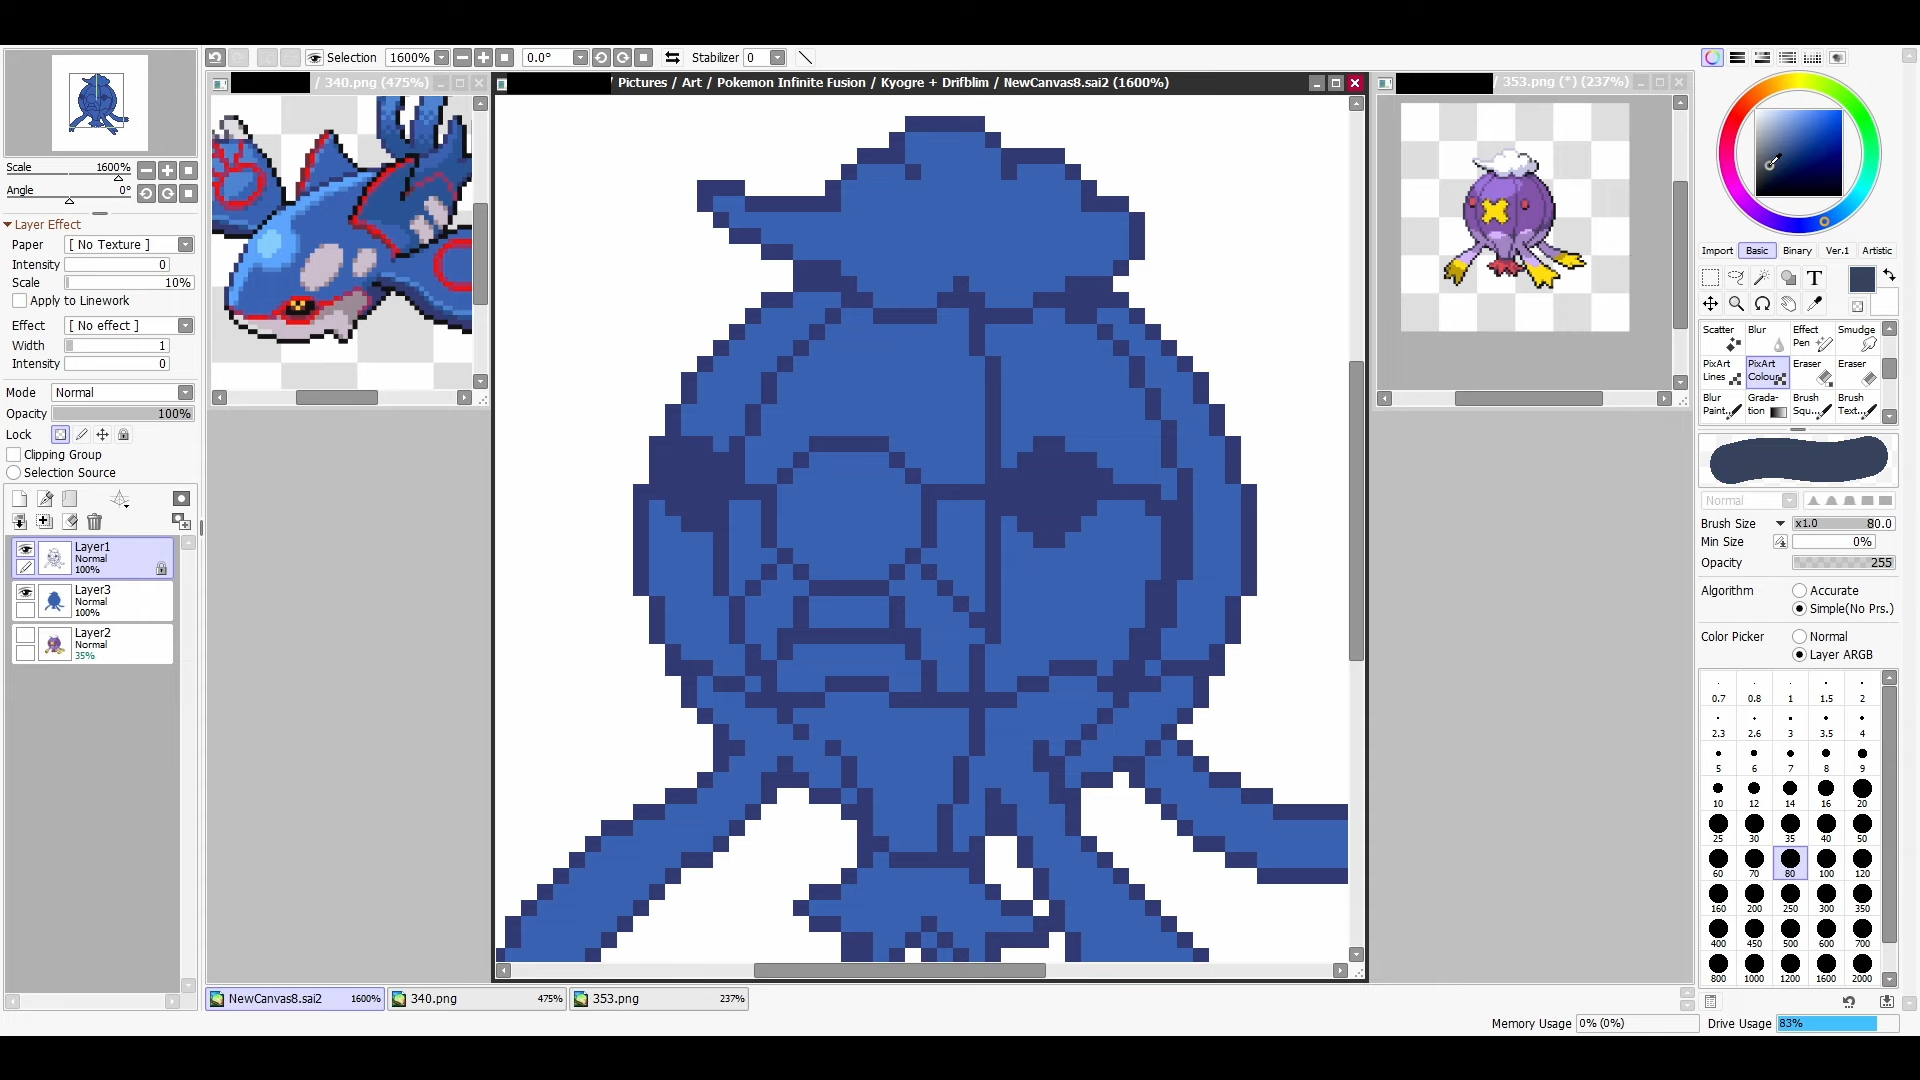 Selection 1600% 0.0° Stabilizer 0
/ 340.png (475%)
Pictures / Art / Pokemon Infinite Fusion / Kyogre + Drifblim / NewCanvas8.sai2 (1600%)
/ 353.png (*) (237%)
Scale 1600%
Angle 0°
Layer Effect
Paper [ No Texture ]
Intensity 0
Scale 10%
Apply to Linework
Effect [ No effect ]
Width 1
Intensity 0
Mode Normal
Opacity 100%
Lock
Clipping Group
Selection Source
Layer1
Normal
100%
Layer3
Normal
100%
Layer2
Normal
35%
Import Basic Binary Ver.1 Artistic
T
Scatter Blur Effect Pen Smudge
PixArt Lines PixArt Colour Eraser Eraser
Blur Paint.. Grada-tion Brush Squ.. Brush Text..
Normal
Brush Size x1.0 80.0
Min Size 0%
Opacity 255
Algorithm Accurate
Simple(No Prs.)
Color Picker Normal
Layer ARGB
0.7 0.8 1 1.5 2
2.3 2.6 3 3.5 4
5 6 7 8 9
10 12 14 16 20
25 30 35 40 50
60 70 80 100 120
160 200 250 300 350
400 450 500 600 700
800 1000 1200 1600 2000
NewCanvas8.sai2 1600% 340.png 475% 353.png 237%
Memory Usage 0% (0%) Drive Usage 83%